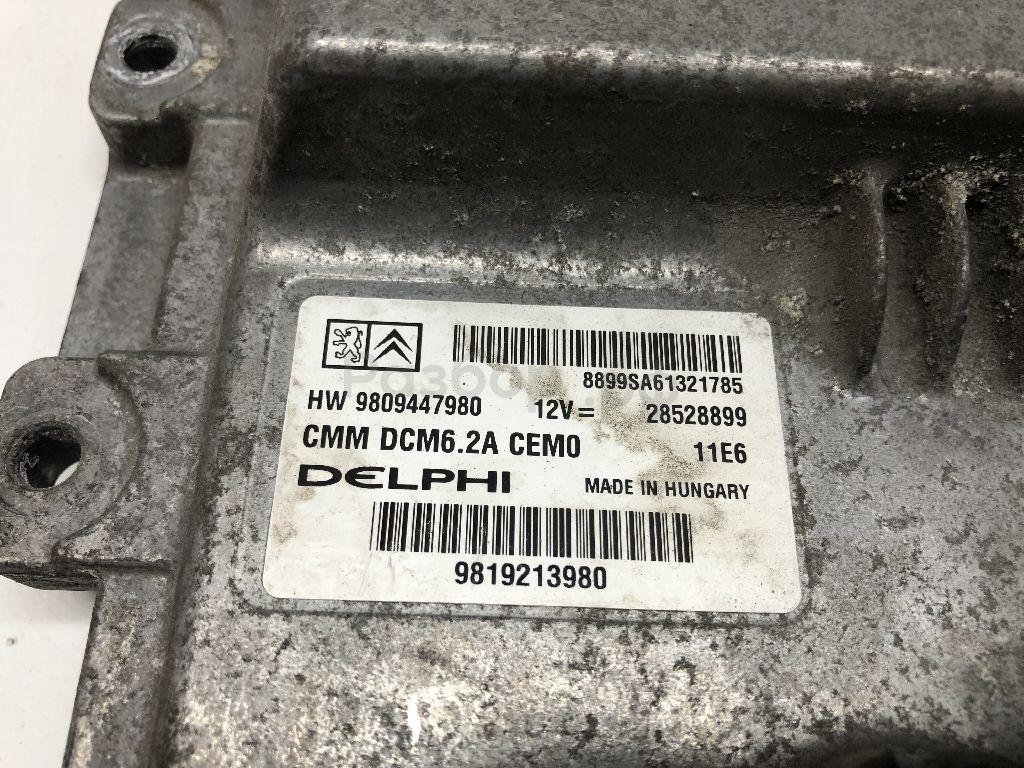 8899SA61321785
HW 9809447980 12V= 28528899
CMM DCM6.2A CEM0 11E6
DELPHI MADE IN HUNGARY
9819213980